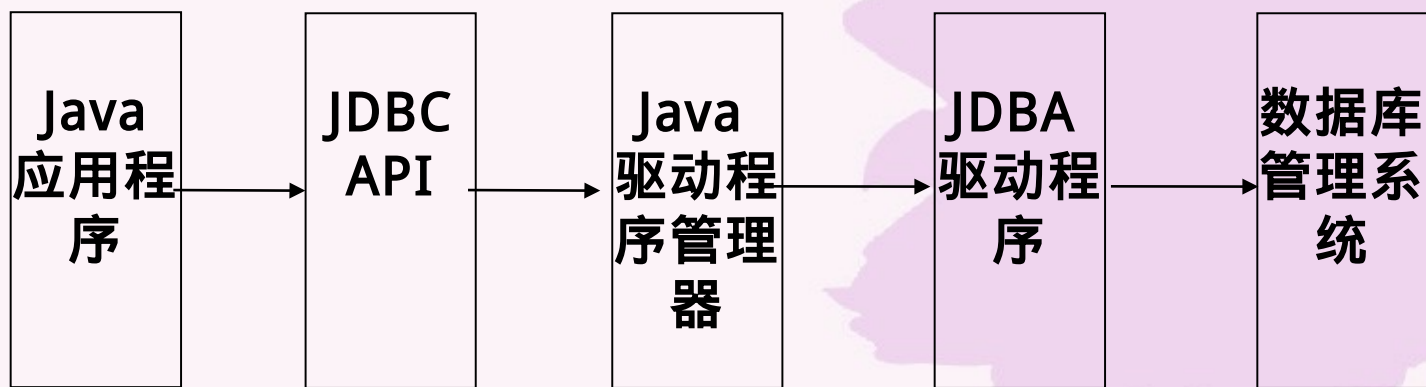 Java
应用程
序
JDBC
API
Java
驱动程
序管理
器
JDBA
驱动程
序
数据库
管理系
统